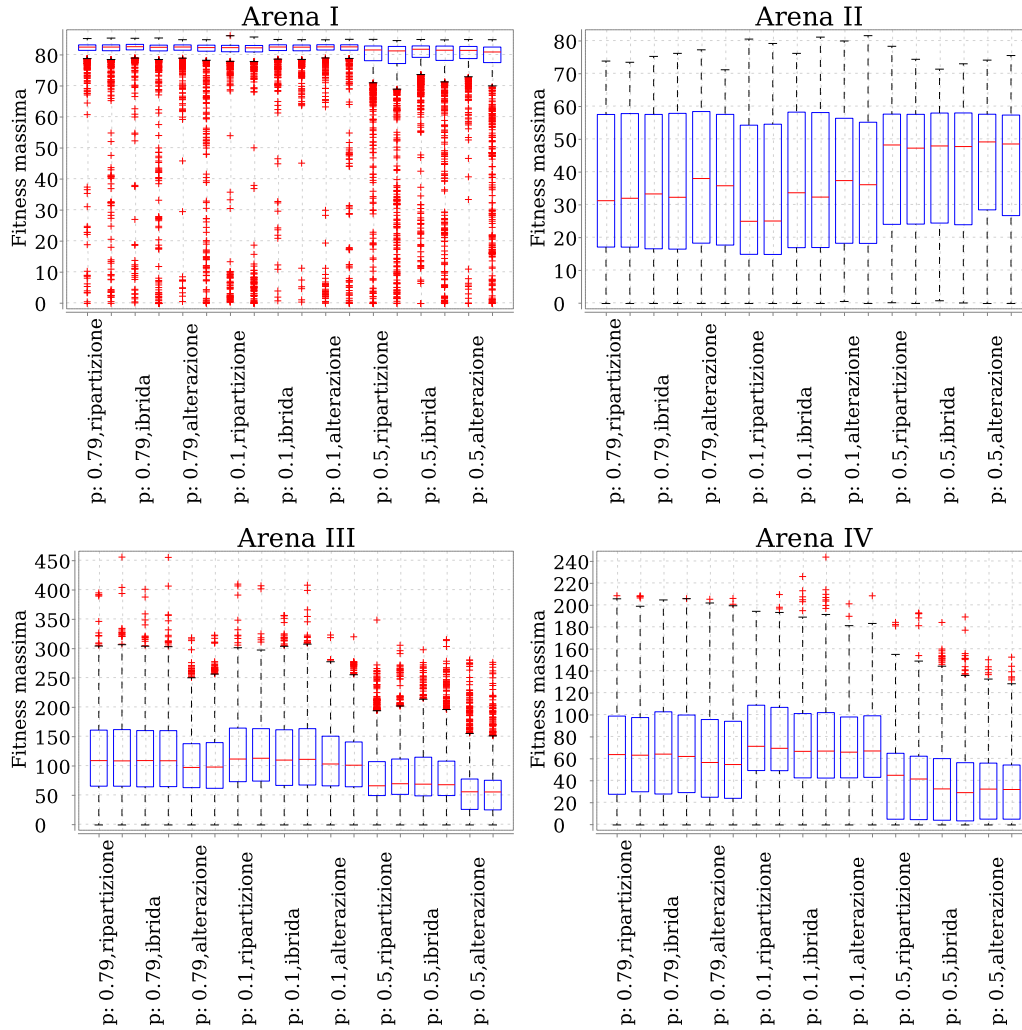 Arena I
Fitness massima
80
70
60
50
40
30
20
10
0
p: 0.79,ripartizione
p: 0.79,ibrida
p: 0.79,alterazione
p: 0.1,ripartizione
p: 0.1,ibrida
p: 0.1,alterazione
p: 0.5,ripartizione
p: 0.5,ibrida
p: 0.5,alterazione
Arena II
Fitness massima
80
70
60
50
40
30
20
10
0
p: 0.79,ripartizione
p: 0.79,ibrida
p: 0.79,alterazione
p: 0.1,ripartizione
p: 0.1,ibrida
p: 0.1,alterazione
p: 0.5,ripartizione
p: 0.5,ibrida
p: 0.5,alterazione
Arena III
Fitness massima
450
400
350
300
250
200
150
100
50
0
p: 0.79,ripartizione
p: 0.79,ibrida
p: 0.79,alterazione
p: 0.1,ripartizione
p: 0.1,ibrida
p: 0.1,alterazione
p: 0.5,ripartizione
p: 0.5,ibrida
p: 0.5,alterazione
Arena IV
Fitness massima
240
220
200
180
160
140
120
100
80
60
40
20
0
p: 0.79,ripartizione
p: 0.79,ibrida
p: 0.79,alterazione
p: 0.1,ripartizione
p: 0.1,ibrida
p: 0.1,alterazione
p: 0.5,ripartizione
p: 0.5,ibrida
p: 0.5,alterazione